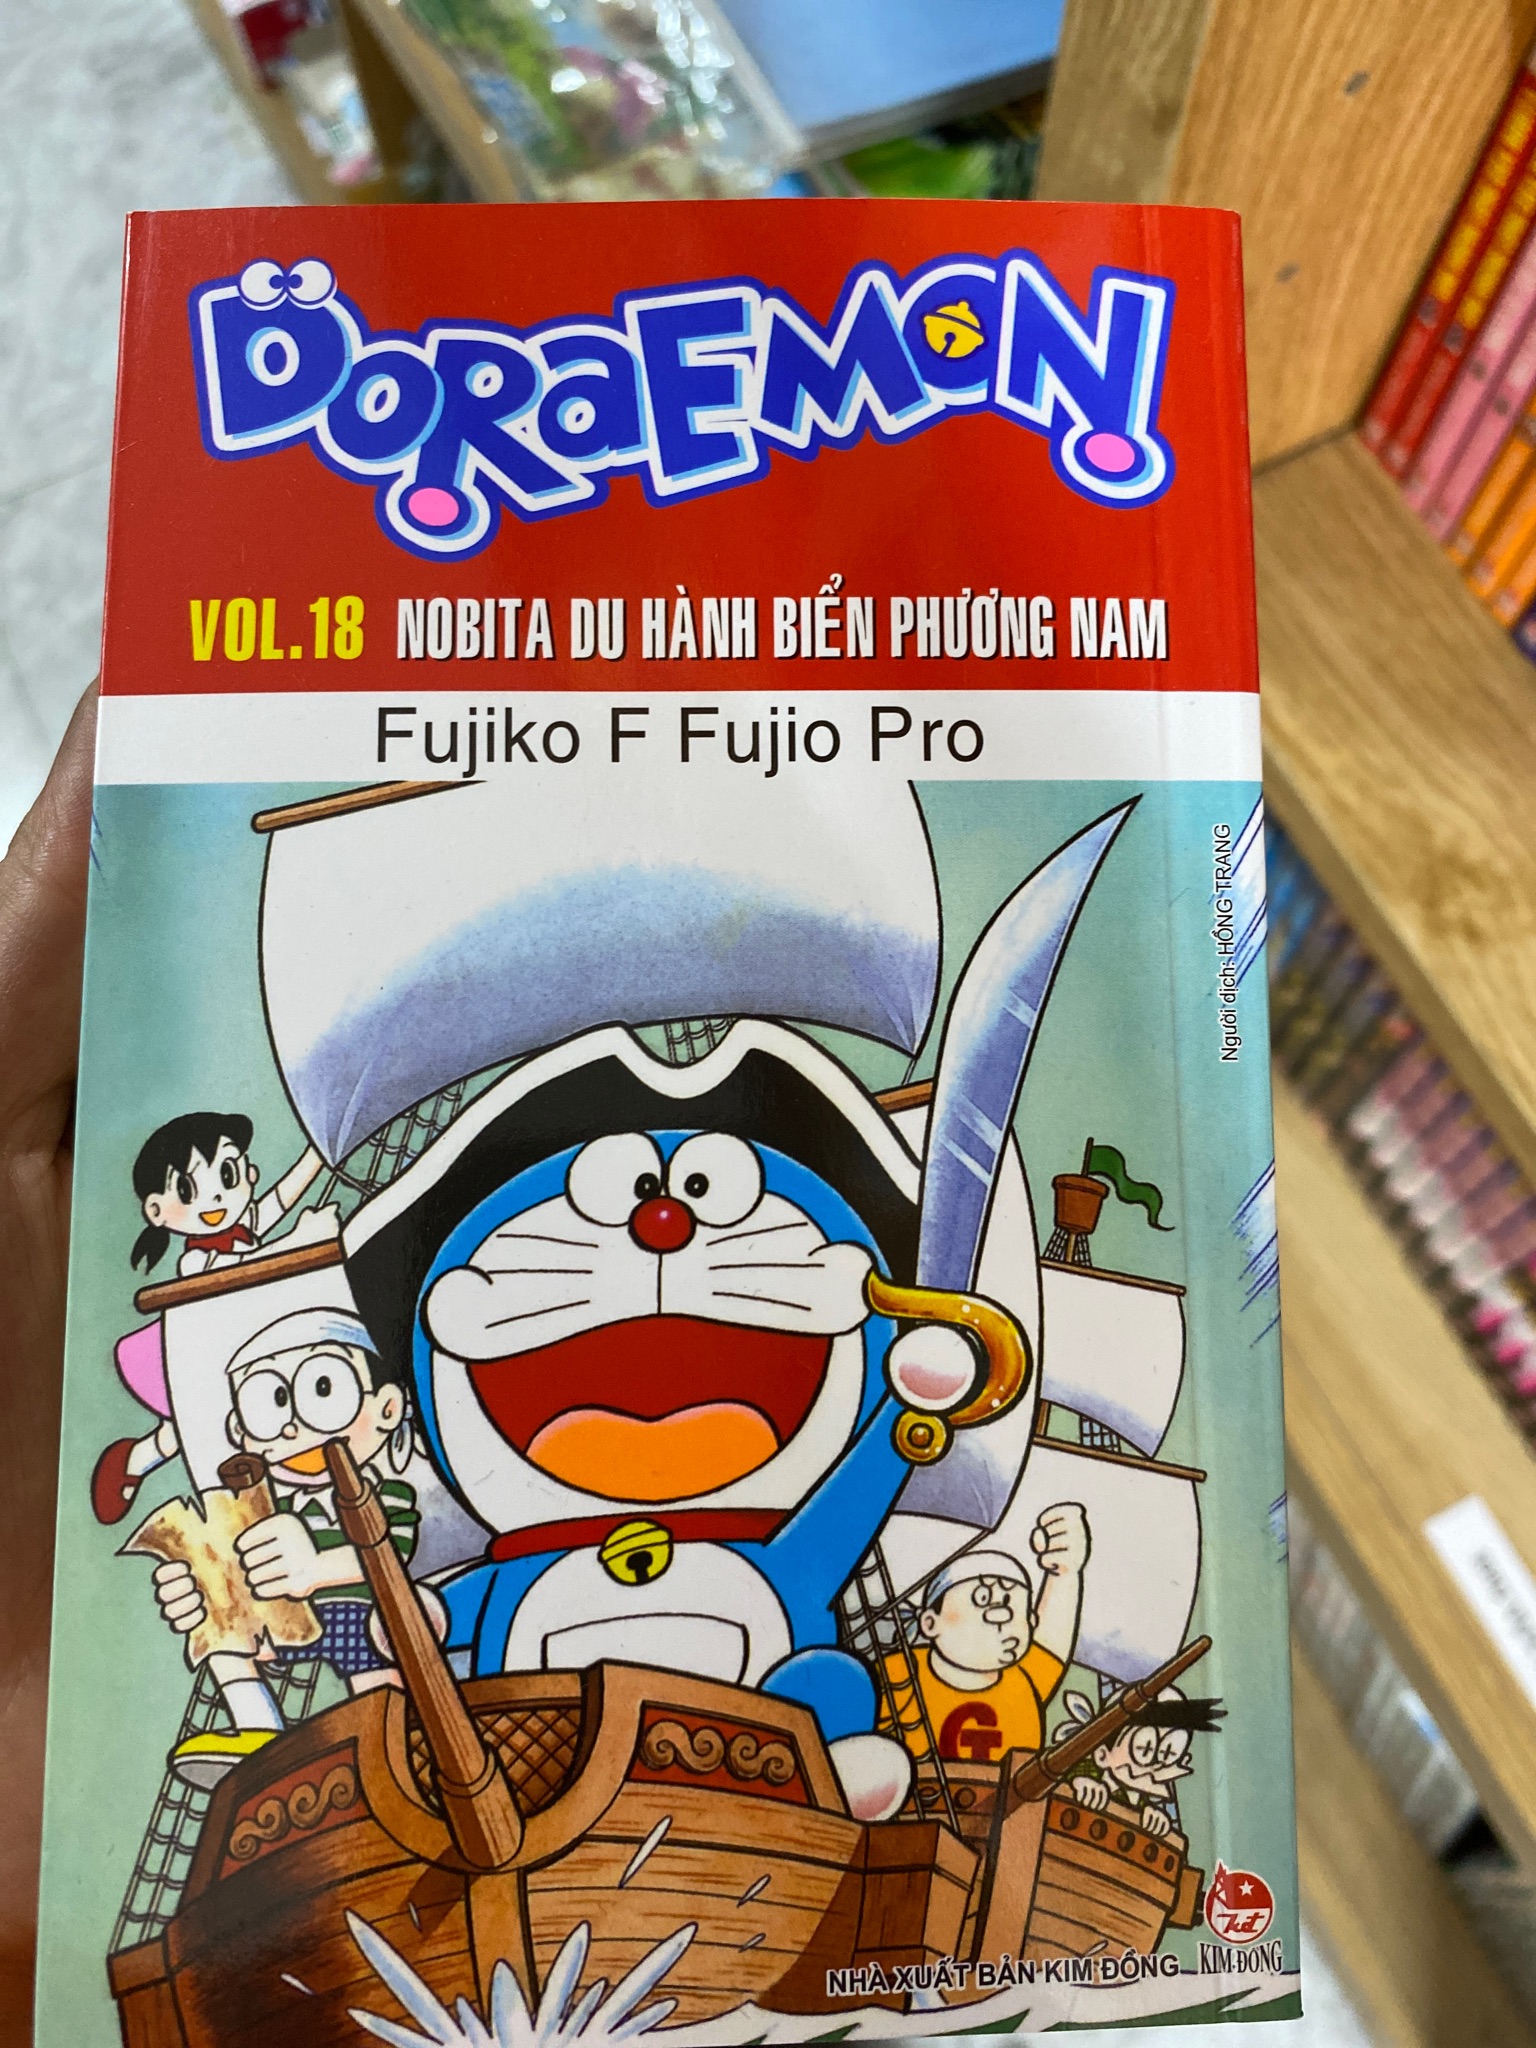 DORAEMON
VOL.18 NOBITA DU HÀNH BIỂN PHƯƠNG NAM
Fujiko F Fujio Pro
Người dịch: HỒNG TRANG
G
NHÀ XUẤT BẢN KIM ĐỒNG
KIM ĐỒNG